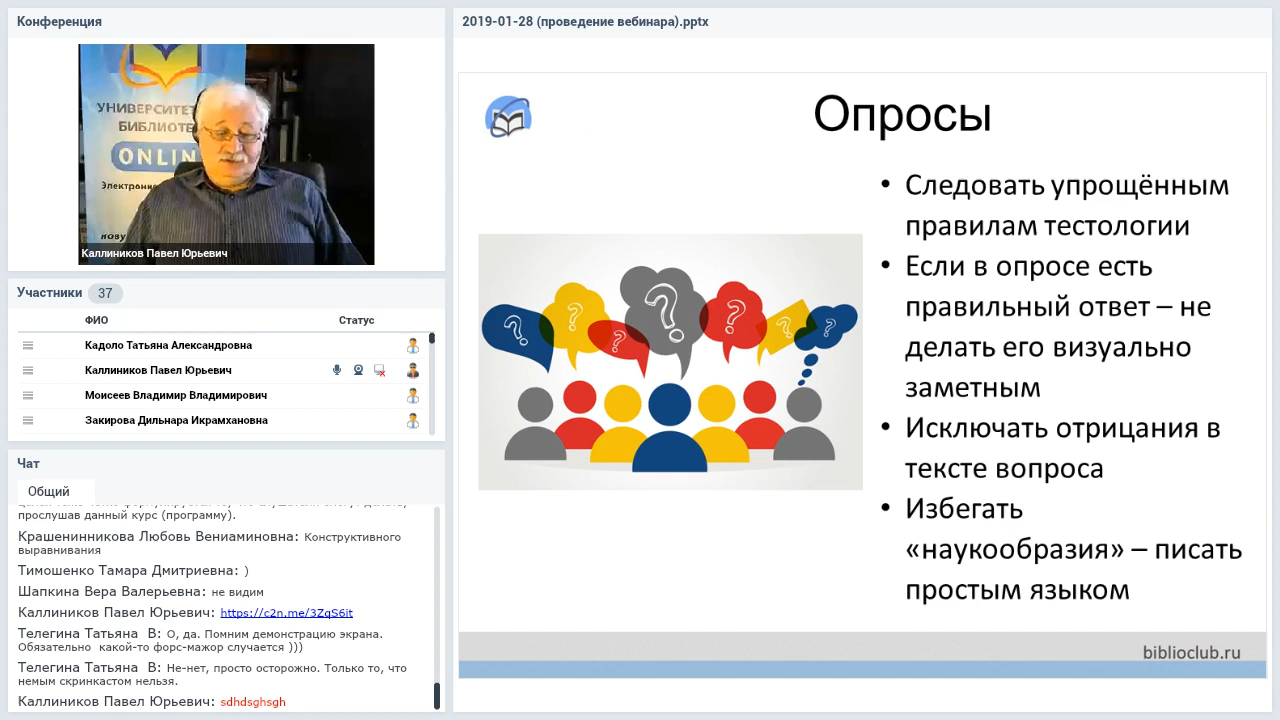 Конференция
УНИВЕРСИТЕТ
БИБЛИОТЕ
ONLIN
Электронно
нову
Каллиников Павел Юрьевич
Участники 37
ФИО Статус
Кадоло Татьяна Александровна
Каллиников Павел Юрьевич
Моисеев Владимир Владимирович
Закирова Дильнара Икрамхановна
Чат
Общий
прослушав данный курс (программу).
Крашенинникова Любовь Вениаминовна: Конструктивного
выравнивания
Тимошенко Тамара Дмитриевна: )
Шапкина Вера Валерьевна: не видим
Каллиников Павел Юрьевич: https://c2n.me/3ZqS6it
Телегина Татьяна В: О, да. Помним демонстрацию экрана.
Обязательно какой-то форс-мажор случается )))
Телегина Татьяна В: Не-нет, просто осторожно. Только то, что
немым скринкастом нельзя.
Каллиников Павел Юрьевич: sdhdsghsgh
2019-01-28 (проведение вебинара).pptx
Опросы
? ? ? ? ? ? ?
• Следовать упрощённым
правилам тестологии
• Если в опросе есть
правильный ответ – не
делать его визуально
заметным
• Исключать отрицания в
тексте вопроса
• Избегать
«наукообразия» – писать
простым языком
biblioclub.ru